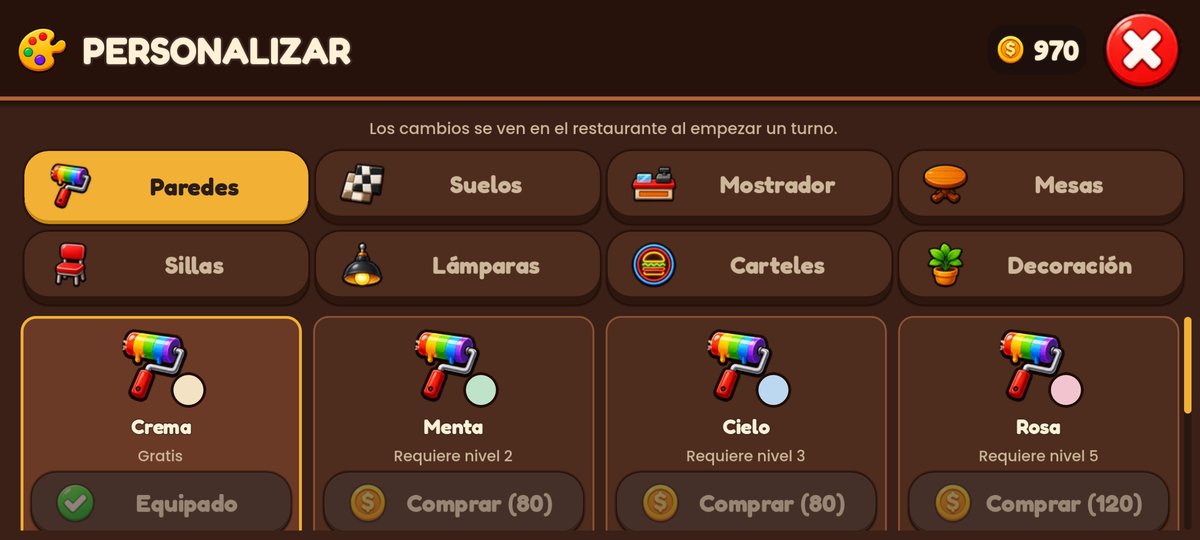 PERSONALIZAR
970
Los cambios se ven en el restaurante al empezar un turno.
Paredes
Suelos
Mostrador
Mesas
Sillas
Lámparas
Carteles
Decoración
Crema
Gratis
Equipado
Menta
Requiere nivel 2
Comprar (80)
Cielo
Requiere nivel 3
Comprar (80)
Rosa
Requiere nivel 5
Comprar (120)